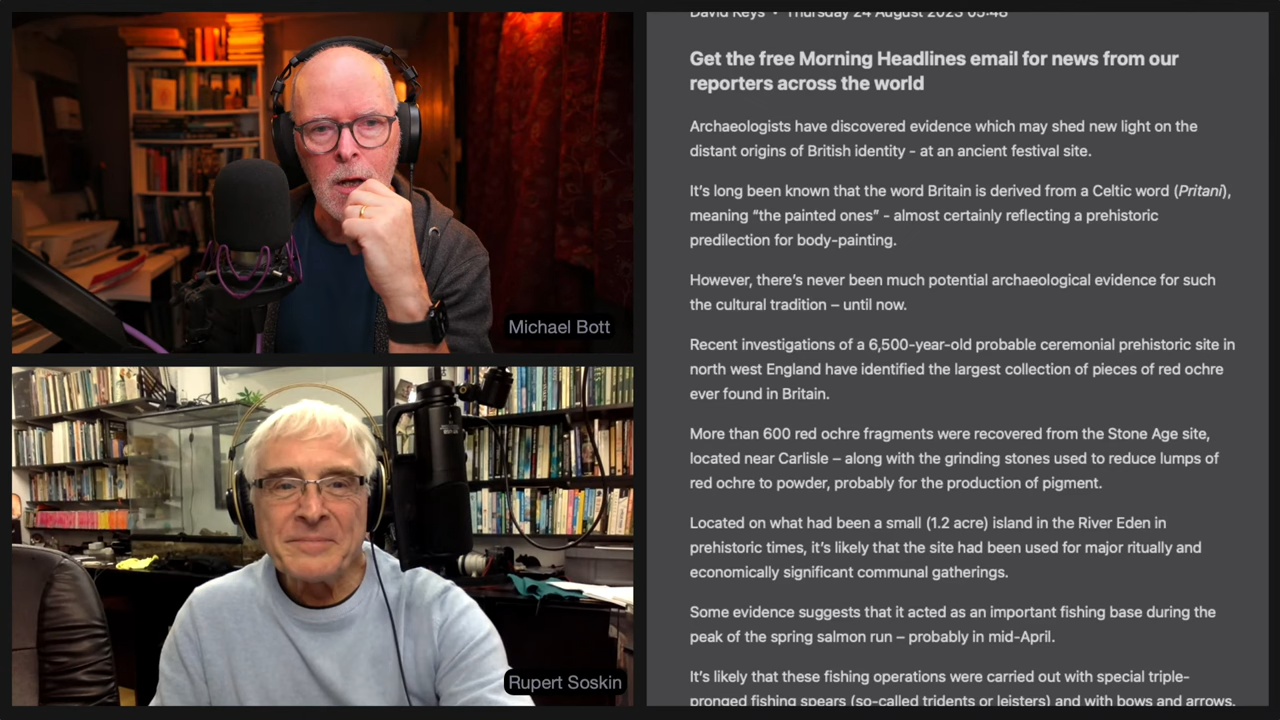 Michael Bott
Rupert Soskin
David Keys • Thursday 24 August 2023 05:48
Get the free Morning Headlines email for news from our
reporters across the world
Archaeologists have discovered evidence which may shed new light on the
distant origins of British identity - at an ancient festival site.
It’s long been known that the word Britain is derived from a Celtic word (Pritani),
meaning “the painted ones” - almost certainly reflecting a prehistoric
predilection for body-painting.
However, there’s never been much potential archaeological evidence for such
the cultural tradition – until now.
Recent investigations of a 6,500-year-old probable ceremonial prehistoric site in
north west England have identified the largest collection of pieces of red ochre
ever found in Britain.
More than 600 red ochre fragments were recovered from the Stone Age site,
located near Carlisle – along with the grinding stones used to reduce lumps of
red ochre to powder, probably for the production of pigment.
Located on what had been a small (1.2 acre) island in the River Eden in
prehistoric times, it’s likely that the site had been used for major ritually and
economically significant communal gatherings.
Some evidence suggests that it acted as an important fishing base during the
peak of the spring salmon run – probably in mid-April.
It’s likely that these fishing operations were carried out with special triple-
pronged fishing spears (so-called tridents or leisters) and with bows and arrows.